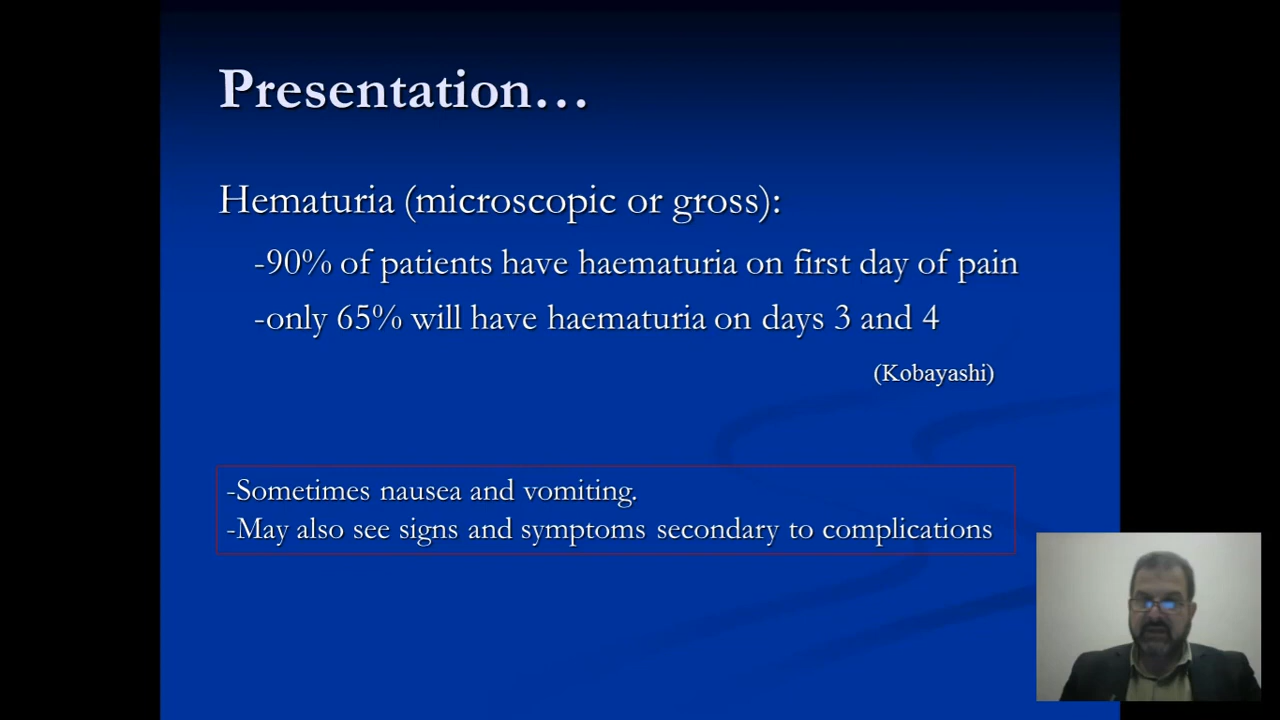 Presentation…
Hematuria (microscopic or gross):
-90% of patients have haematuria on first day of pain
-only 65% will have haematuria on days 3 and 4
(Kobayashi)
-Sometimes nausea and vomiting.
-May also see signs and symptoms secondary to complications